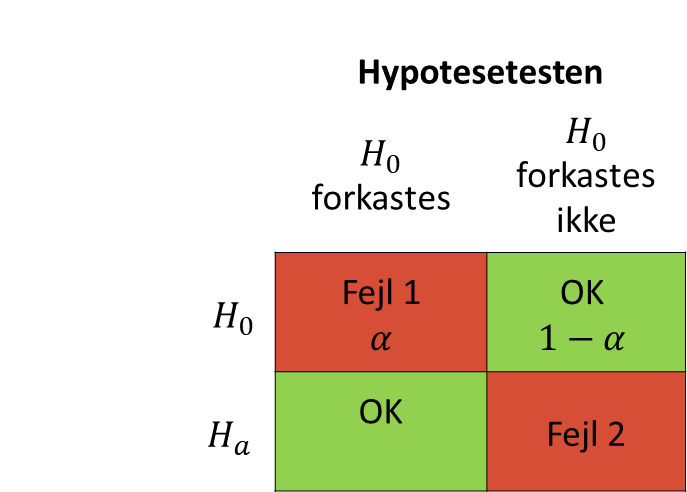 Hypotesetesten
H₀
forkastes
H₀
forkastes
ikke
H₀
Fejl 1
α
OK
1 − α
Hₐ
OK
Fejl 2